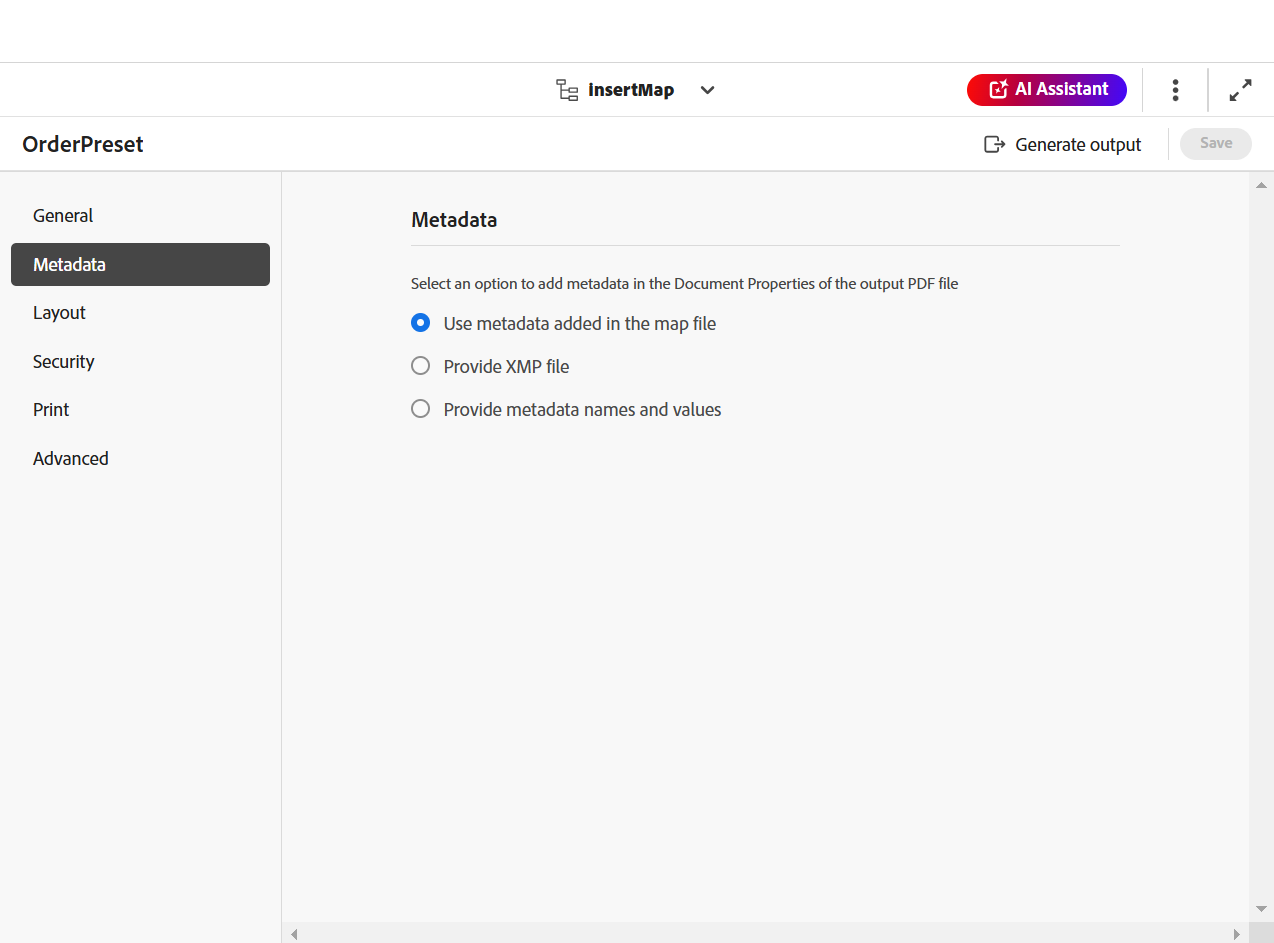 insertMap
AI Assistant
OrderPreset
Generate output
Save
General
Metadata
Layout
Security
Print
Advanced
Metadata
Select an option to add metadata in the Document Properties of the output PDF file
Use metadata added in the map file
Provide XMP file
Provide metadata names and values